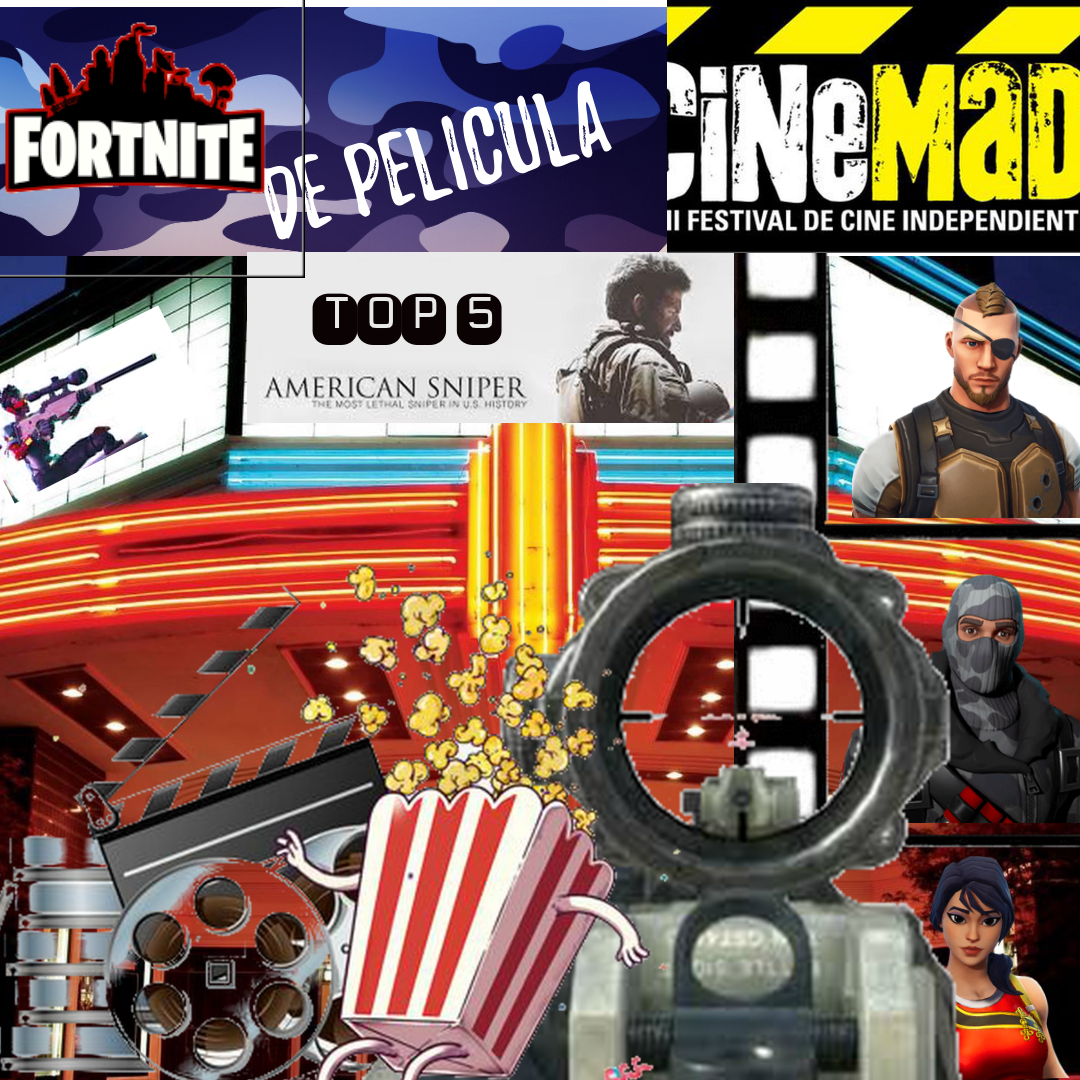 FORTNITE
DE PELICULA
CiNeMaD
II FESTIVAL DE CINE INDEPENDIENT
TOP 5
AMERICAN SNIPER
THE MOST LETHAL SNIPER IN U.S. HISTORY